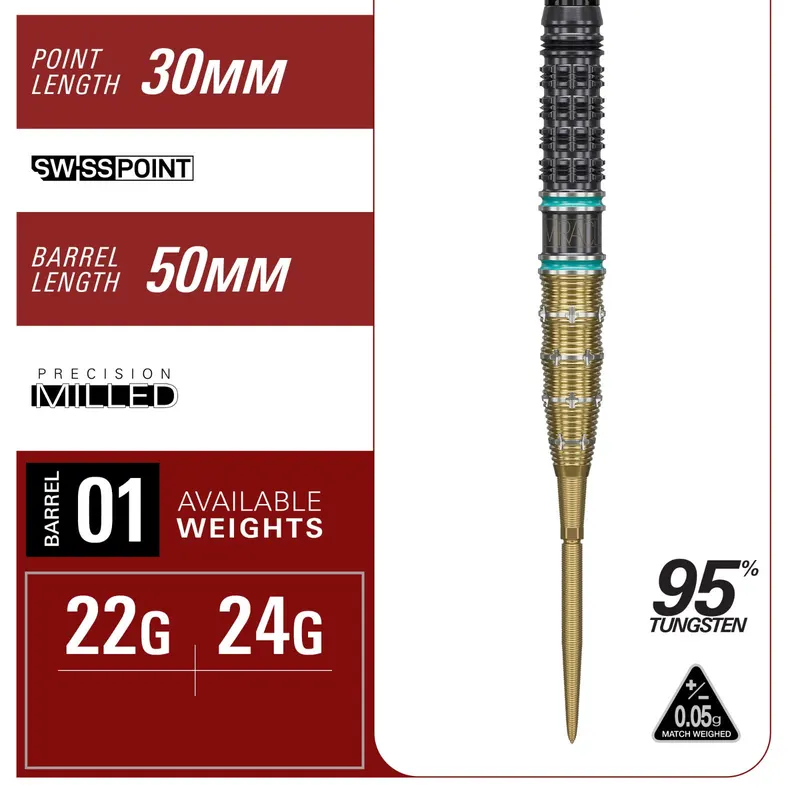 POINT
LENGTH 30MM
SWISSPOINT
BARREL
LENGTH 50MM
PRECISION
MILLED
BARREL 01
AVAILABLE
WEIGHTS
22G 24G
95%
TUNGSTEN
+/-
0.05g
MATCH WEIGHED